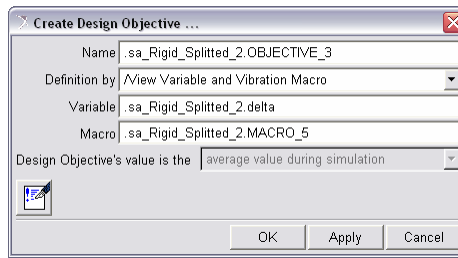 Create Design Objective ...
Name .sa_Rigid_Splitted_2.OBJECTIVE_3
Definition by /View Variable and Vibration Macro
Variable .sa_Rigid_Splitted_2.delta
Macro .sa_Rigid_Splitted_2.MACRO_5
Design Objective's value is the average value during simulation
OK Apply Cancel